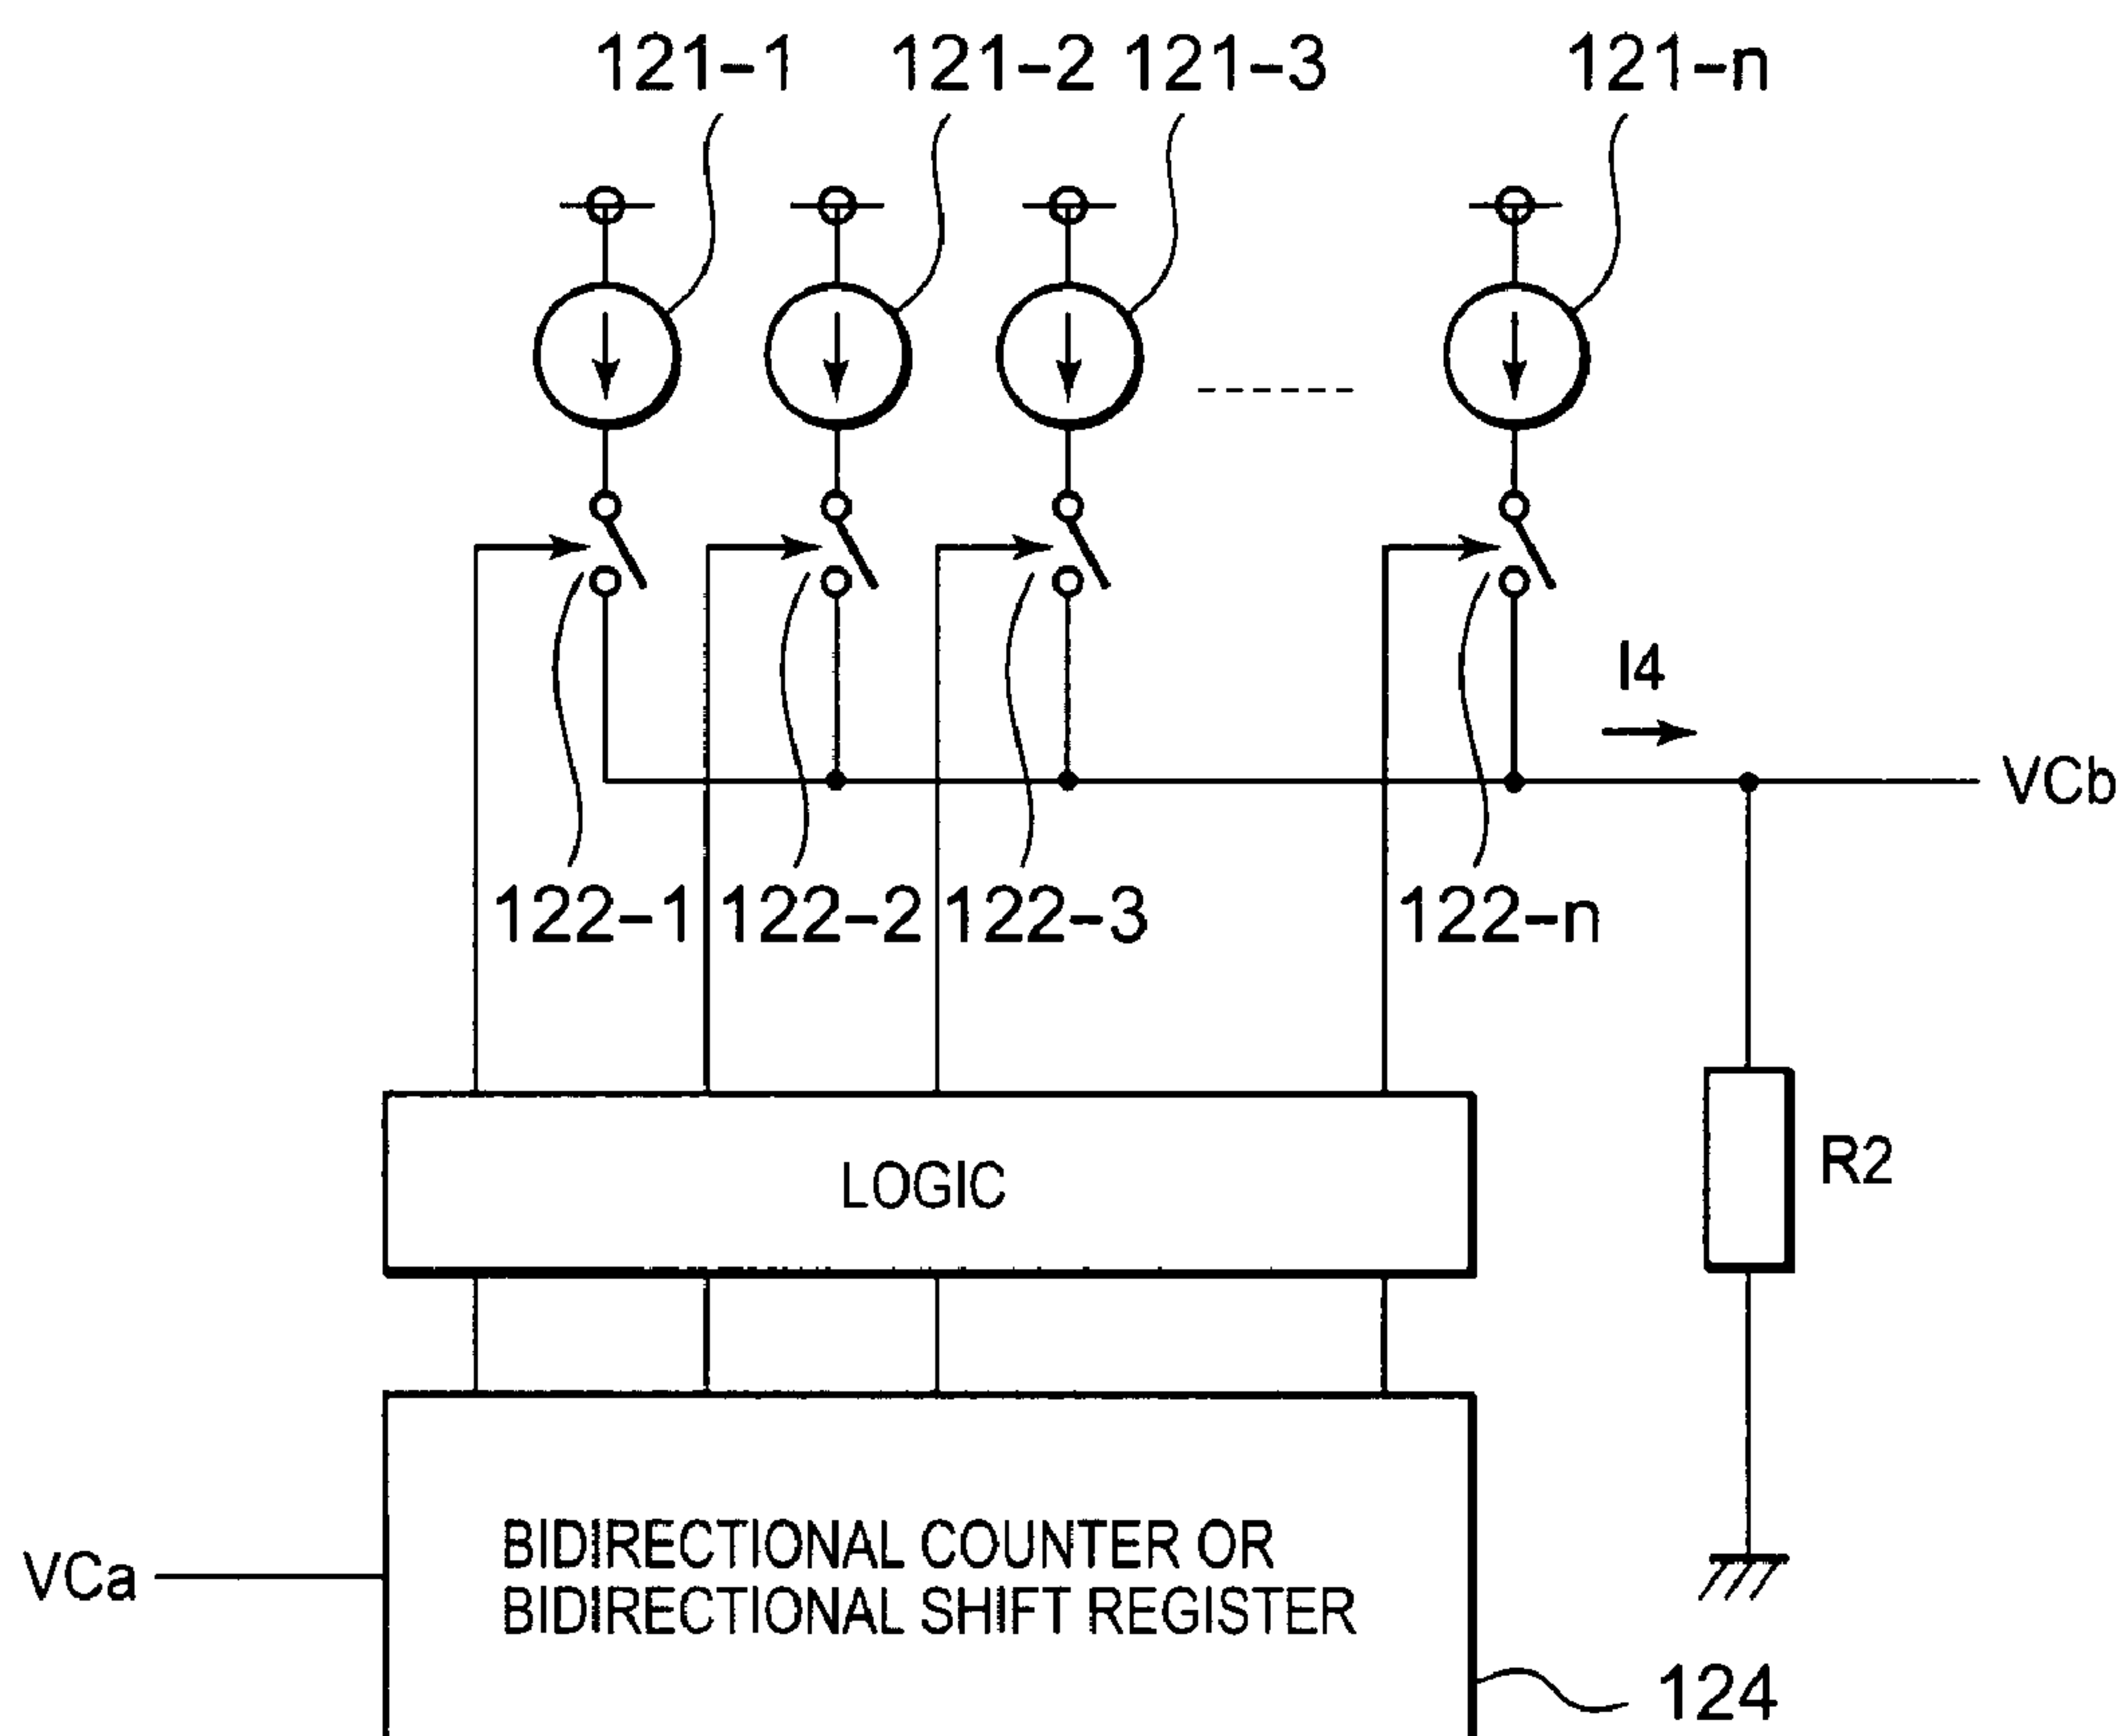 121-1 121-2 121-3 121-n
I4
VCb
122-1 122-2 122-3 122-n
LOGIC
R2
BIDIRECTIONAL COUNTER OR
BIDIRECTIONAL SHIFT REGISTER
VCa
124